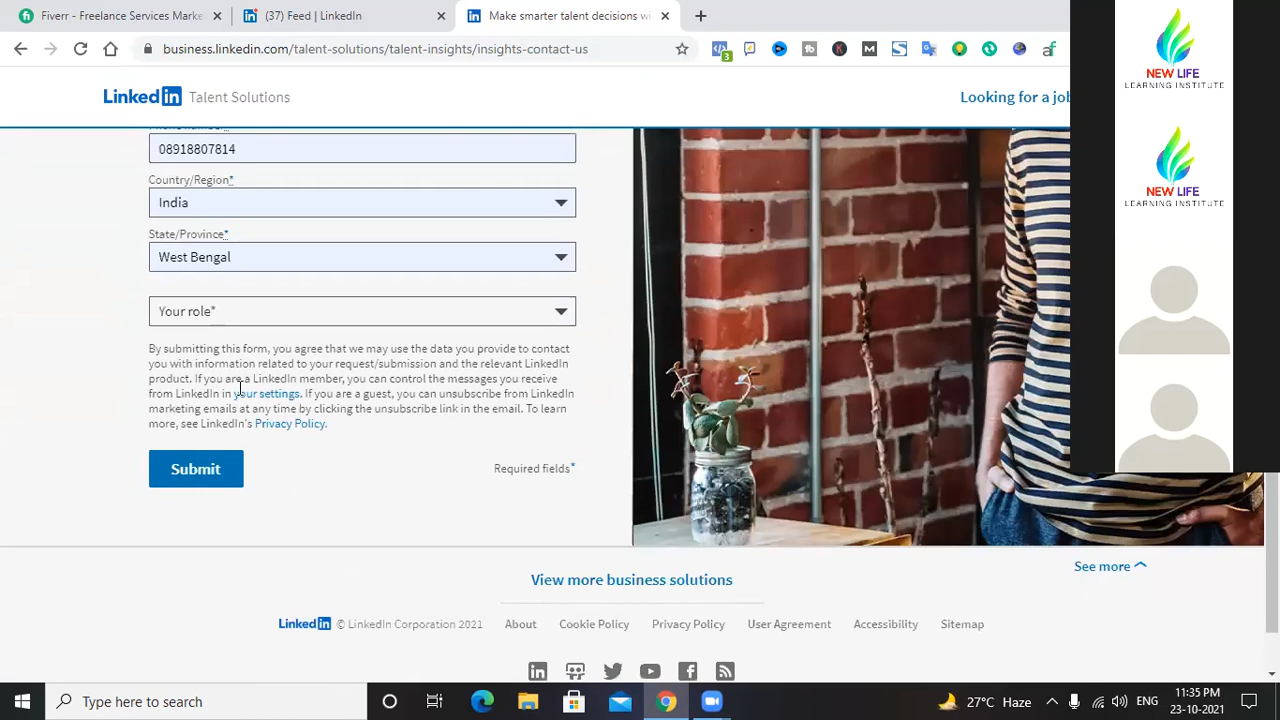 Fiverr - Freelance Services Marke
(37) Feed | LinkedIn
Make smarter talent decisions w
business.linkedin.com/talent-solutions/talent-insights/insights-contact-us
3
LinkedIn Talent Solutions
Looking for a job
08918807814
Country/Region*
India
State/Province*
West Bengal
Your role*
By submitting this form, you agree that we may use the data you provide to contact
you with information related to your request/submission and the relevant LinkedIn
product. If you are a LinkedIn member, you can control the messages you receive
from LinkedIn in your settings. If you are a guest, you can unsubscribe from LinkedIn
marketing emails at any time by clicking the unsubscribe link in the email. To learn
more, see LinkedIn's Privacy Policy.
Submit
Required fields*
See more
View more business solutions
LinkedIn © LinkedIn Corporation 2021 About Cookie Policy Privacy Policy User Agreement Accessibility Sitemap
NEW LIFE
LEARNING INSTITUTE
NEW LIFE
LEARNING INSTITUTE
Type here to search
27°C Haze
ENG
11:35 PM
23-10-2021